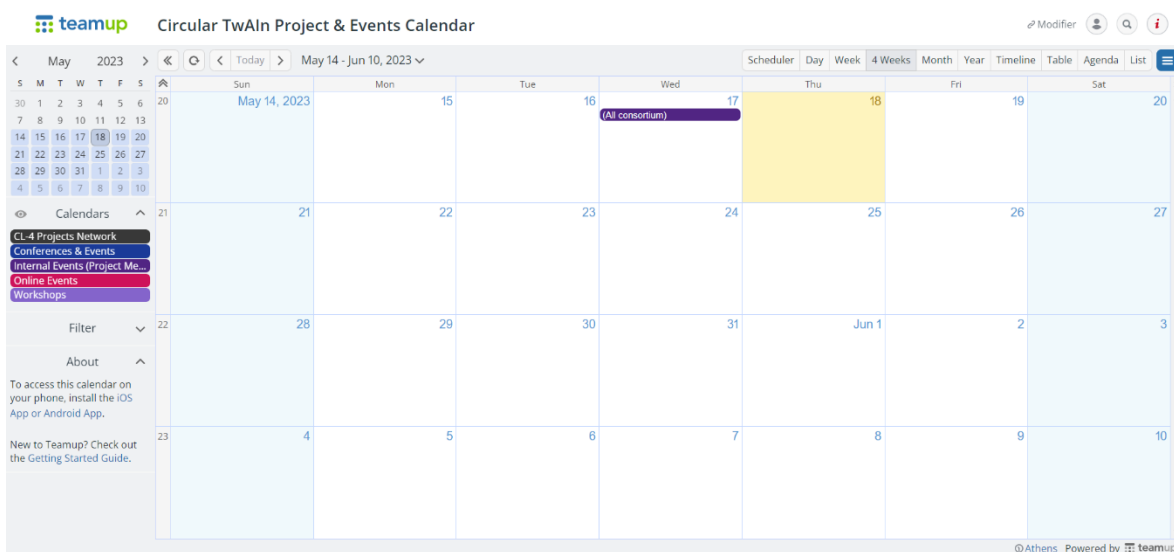 teamup
Circular TwAIn Project & Events Calendar
Modifier
May 2023
Today
May 14 - Jun 10, 2023
Scheduler Day Week 4 Weeks Month Year Timeline Table Agenda List
S M T W T F S
30 1 2 3 4 5 6
7 8 9 10 11 12 13
14 15 16 17 18 19 20
21 22 23 24 25 26 27
28 29 30 31 1 2 3
4 5 6 7 8 9 10
Calendars
CL-4 Projects Network
Conferences & Events
Internal Events (Project Me...
Online Events
Workshops
Filter
About
To access this calendar on
your phone, install the iOS
App or Android App.
New to Teamup? Check out
the Getting Started Guide.
Sun Mon Tue Wed Thu Fri Sat
20 May 14, 2023 15 16 17 18 19 20
(All consortium)
21 21 22 23 24 25 26 27
22 28 29 30 31 Jun 1 2 3
23 4 5 6 7 8 9 10
Athens Powered by teamup